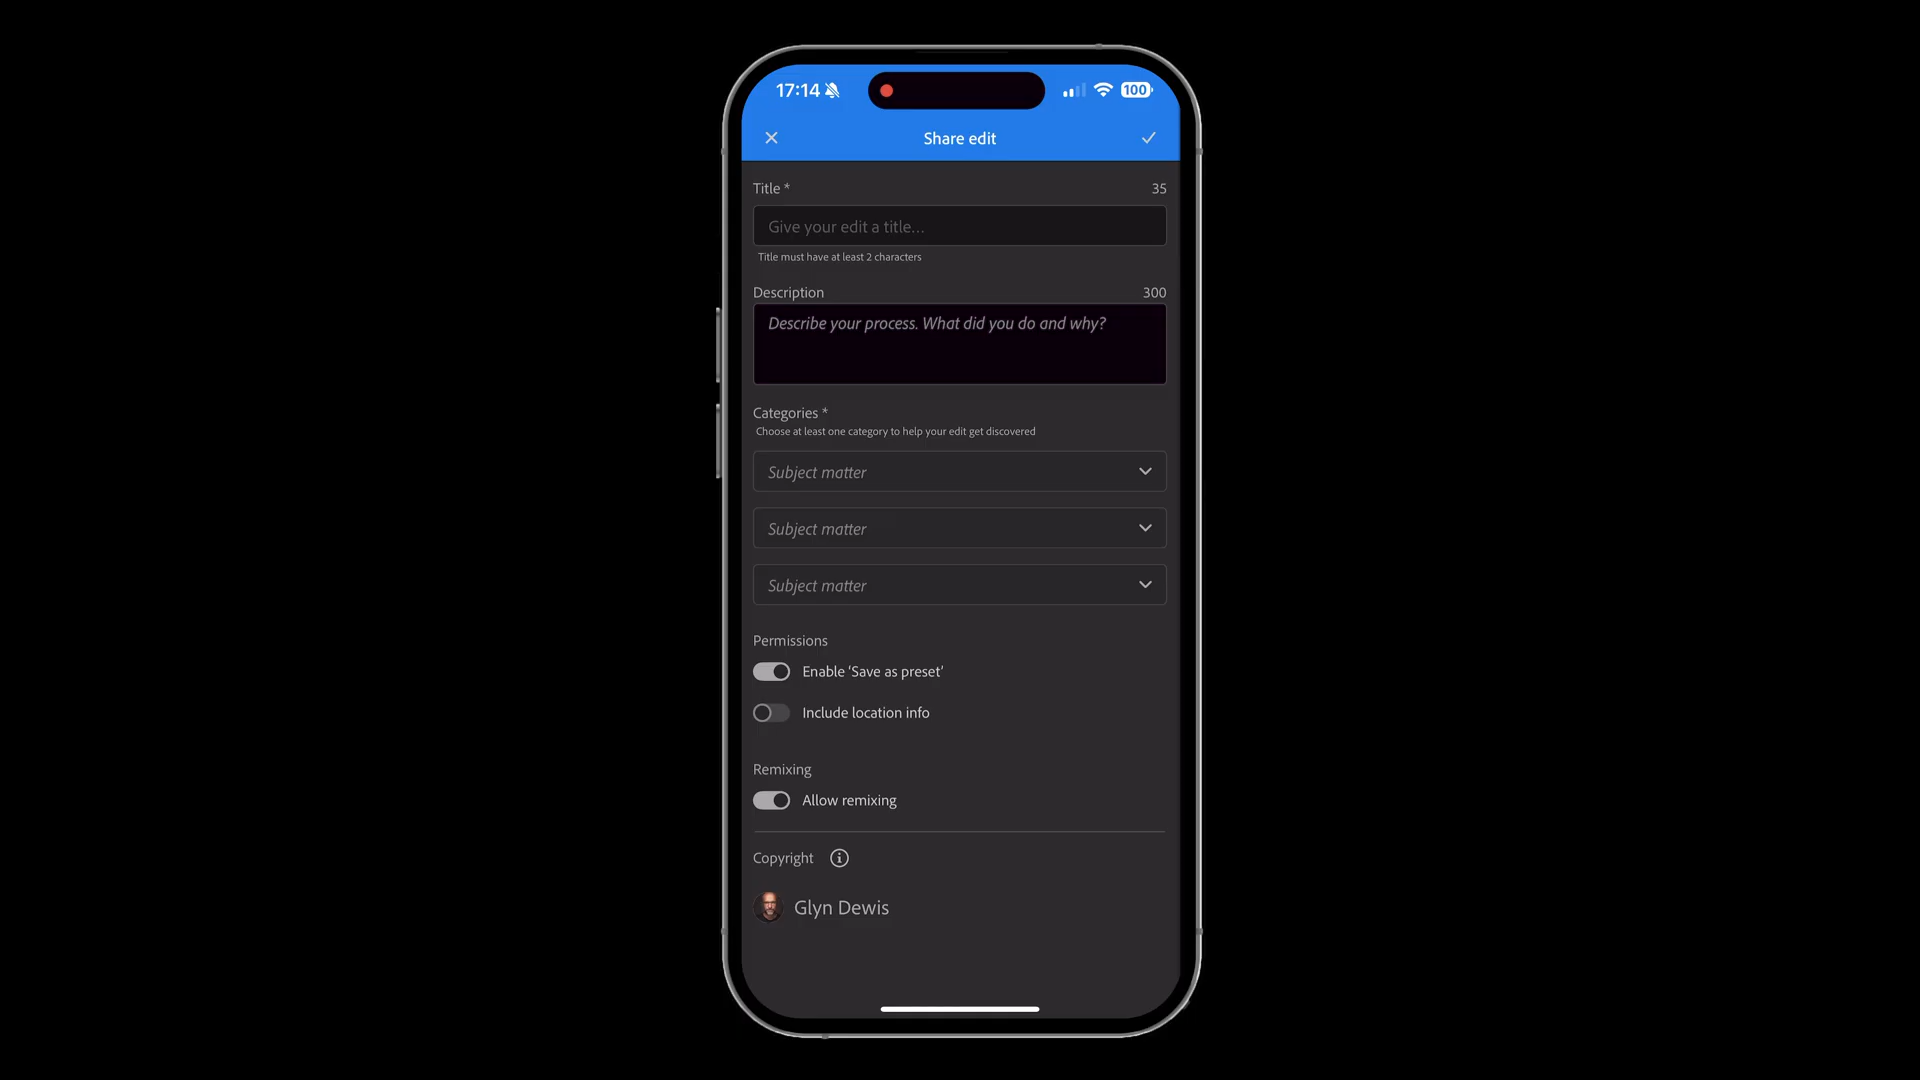 17:14 100
Share edit
Title * 35
Give your edit a title...
Title must have at least 2 characters
Description 300
Describe your process. What did you do and why?
Categories *
Choose at least one category to help your edit get discovered
Subject matter
Subject matter
Subject matter
Permissions
Enable ‘Save as preset’
Include location info
Remixing
Allow remixing
Copyright
Glyn Dewis